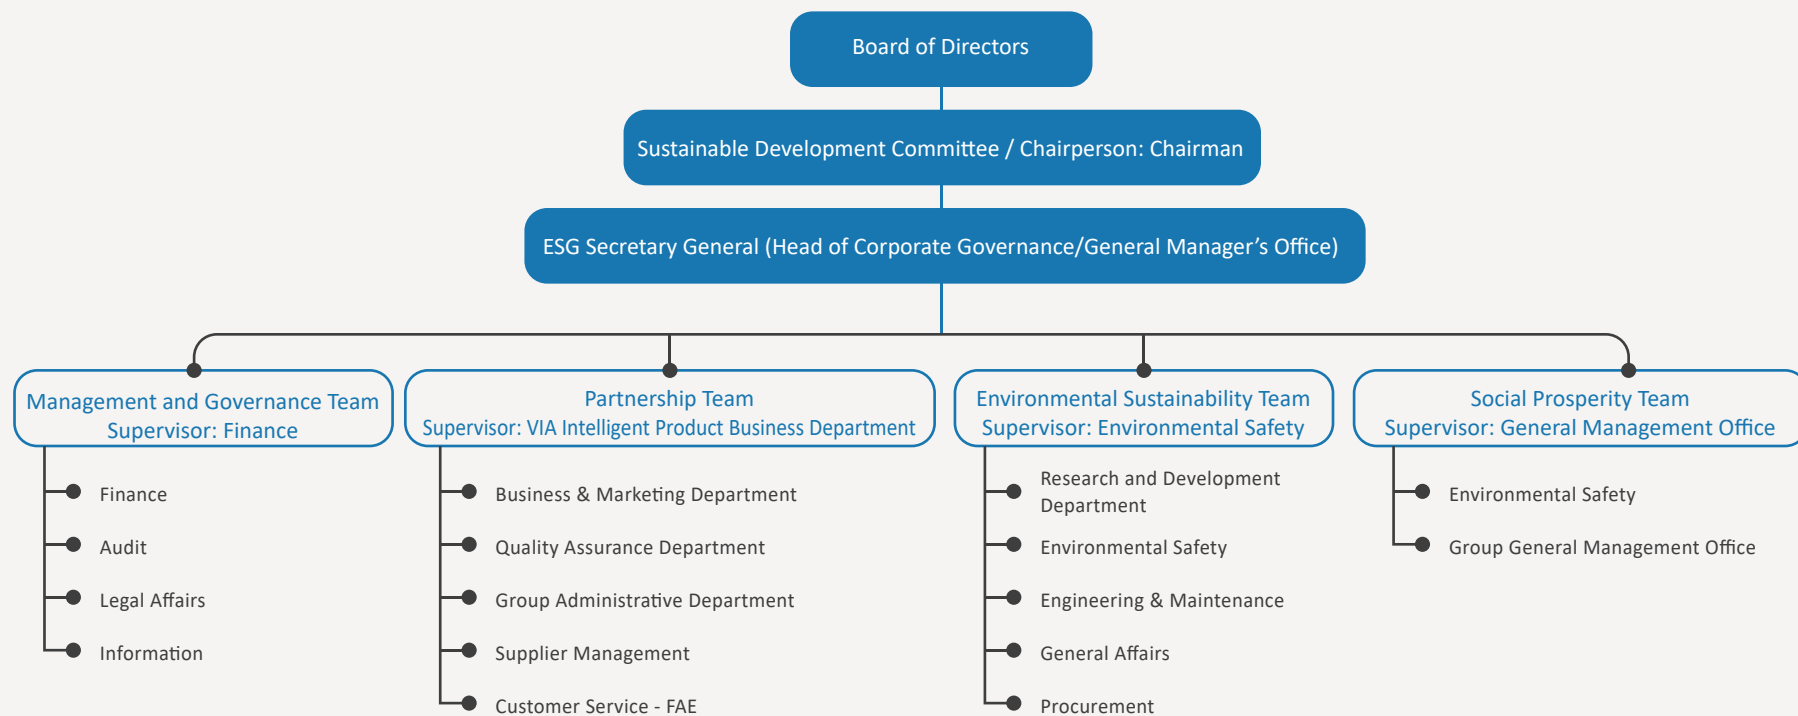 Board of Directors
Sustainable Development Committee / Chairperson: Chairman
ESG Secretary General (Head of Corporate Governance/General Manager’s Office)
Management and Governance Team
Supervisor: Finance
Finance
Audit
Legal Affairs
Information
Partnership Team
Supervisor: VIA Intelligent Product Business Department
Business & Marketing Department
Quality Assurance Department
Group Administrative Department
Supplier Management
Customer Service - FAE
Environmental Sustainability Team
Supervisor: Environmental Safety
Research and Development
Department
Environmental Safety
Engineering & Maintenance
General Affairs
Procurement
Social Prosperity Team
Supervisor: General Management Office
Environmental Safety
Group General Management Office